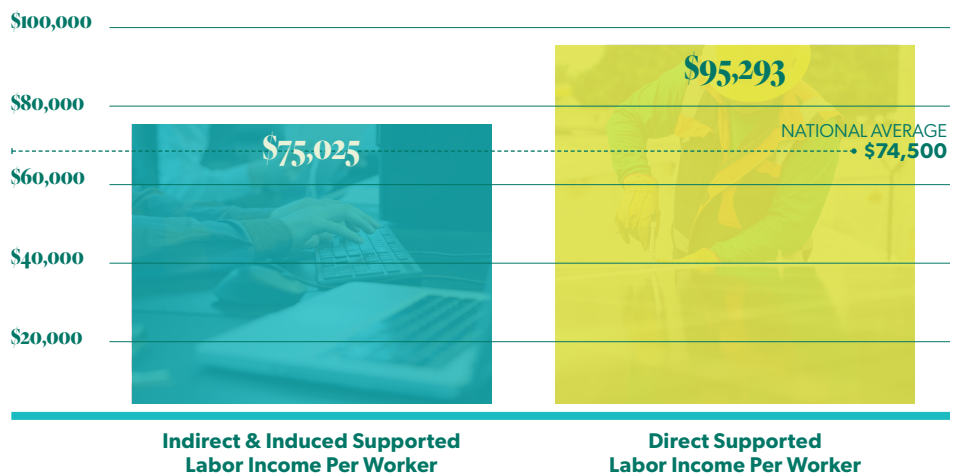 $100,000
$95,293
$80,000
NATIONAL AVERAGE
$74,500
$75,025
$60,000
$40,000
$20,000
Indirect & Induced Supported
Labor Income Per Worker
Direct Supported
Labor Income Per Worker